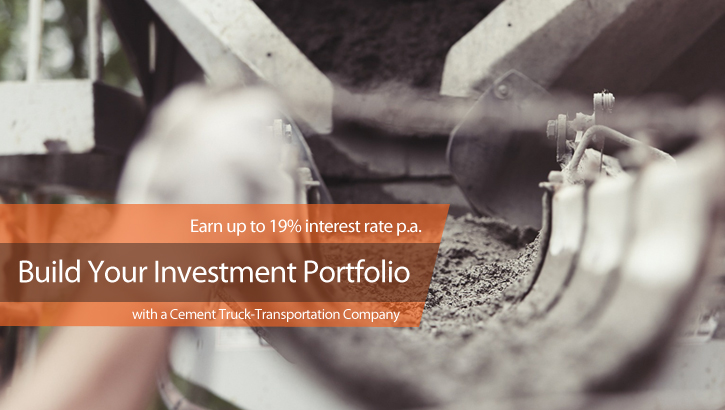 Earn up to 19% interest rate p.a.
Build Your Investment Portfolio
with a Cement Truck-Transportation Company